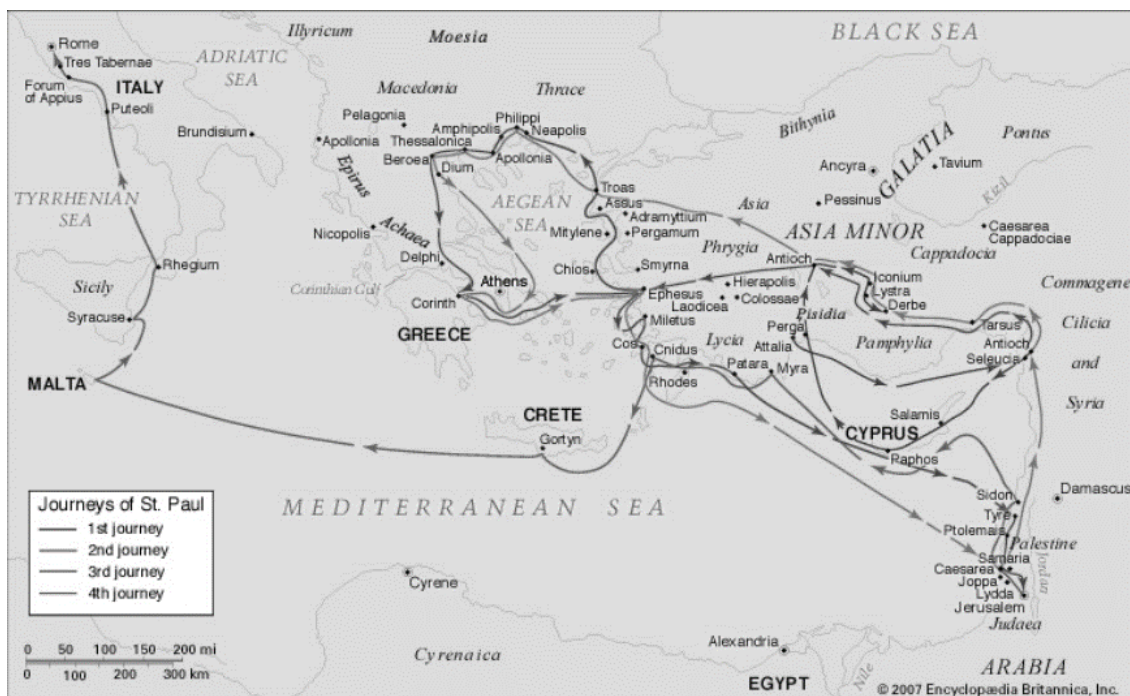 Illyricum
Moesia
BLACK SEA
Rome
Tres Tabernae
ADRIATIC
SEA
Forum
of Appius
ITALY
Puteoli
Macedonia
Thrace
Pelagonia
Philippi
Amphipolis
Neapolis
Thessalonica
Brundisium
Apollonia
Beroea
Apollonia
Dium
Bithynia
Pontus
GALATIA
Ancyra
Tavium
Kizil
Epirus
TYRRHENIAN
SEA
AEGEAN
SEA
Troas
Assus
Adramyttium
Mitylene
Pergamum
Asia
Pessinus
ASIA MINOR
Caesarea
Cappadociae
Nicopolis
Achaea
Phrygia
Cappadocia
Delphi
Rhegium
Chios
Smyrna
Antioch
Iconium
Lystra
Derbe
Commagene
Sicily
Corinthian Gulf
Athens
Corinth
Ephesus
Hierapolis
Laodicea
Colossae
Syracuse
GREECE
Miletus
Pisidia
Perga
Attalia
Pamphylia
Tarsus
Cilicia
Antioch
Seleucia
and
Syria
Cos
Cnidus
Lycia
Patara
Myra
Rhodes
MALTA
CRETE
Gortyn
Salamis
CYPRUS
Raphos
MEDITERRANEAN SEA
Sidon
Damascus
Tyre
Ptolemais
Palestine
Samaria
Caesarea
Joppa
Lydda
Jordan
Jerusalem
Judaea
Journeys of St. Paul
1st journey
2nd journey
3rd journey
4th journey
Cyrene
Cyrenaica
Alexandria
Nile
EGYPT
ARABIA
0 50 100 150 200 mi
0 100 200 300 km
© 2007 Encyclopædia Britannica, Inc.